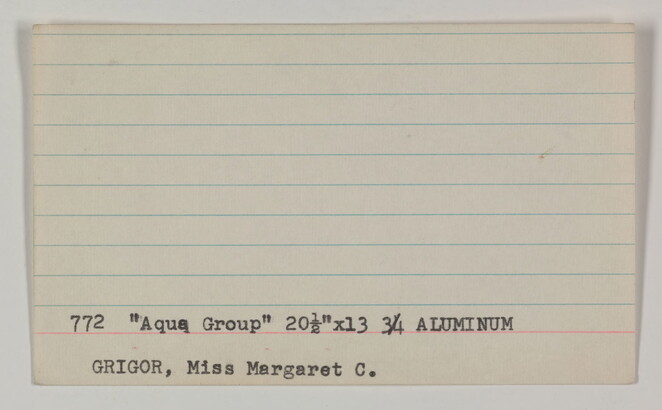 772 "Aqua Group" 20½"x13 3/4 ALUMINUM
GRIGOR, Miss Margaret C.